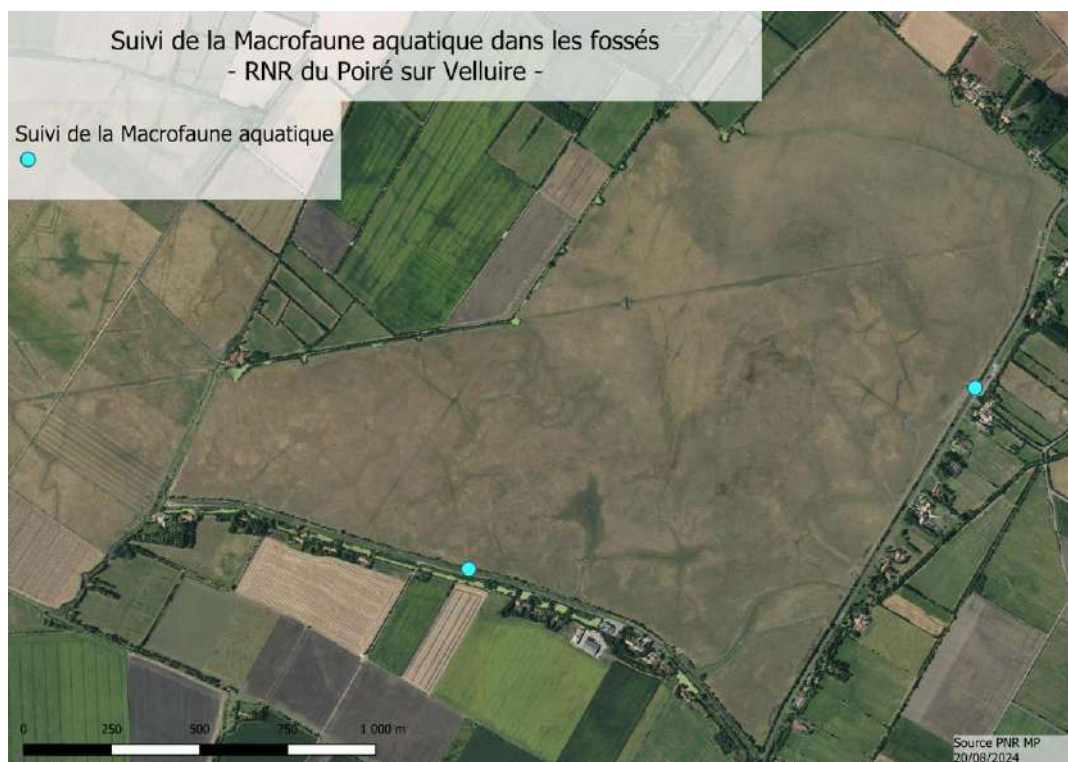 Suivi de la Macrofaune aquatique dans les fossés
- RNR du Poiré sur Velluire -
Suivi de la Macrofaune aquatique
0 250 500 750 1 000 m
Source PNR MP
20/08/2024